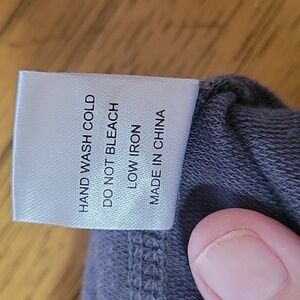 HAND WASH COLD
DO NOT BLEACH
LOW IRON
MADE IN CHINA